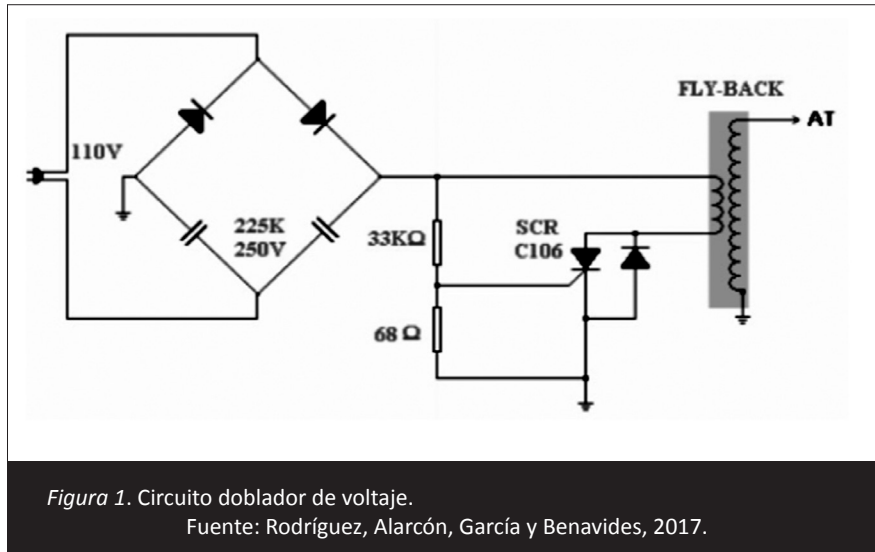 FLY-BACK
AT
110V
225K
250V
33KΩ
SCR
C106
68 Ω
Figura 1. Circuito doblador de voltaje.
Fuente: Rodríguez, Alarcón, García y Benavides, 2017.